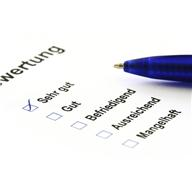 ewertung
Sehr gut
Gut
Befriedigend
Ausreichend
Mangelhaft